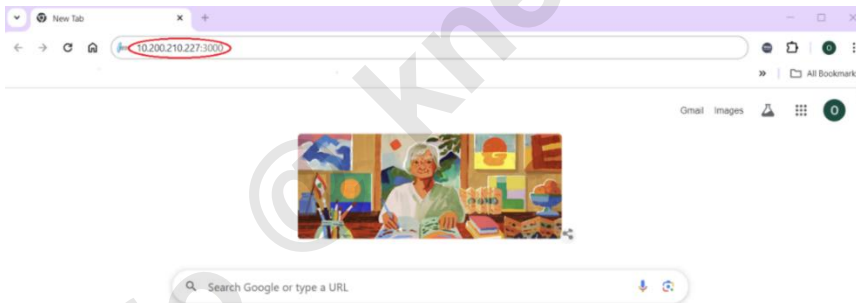 New Tab
10.200.210.227:3000
All Bookmark
Gmail Images
Search Google or type a URL